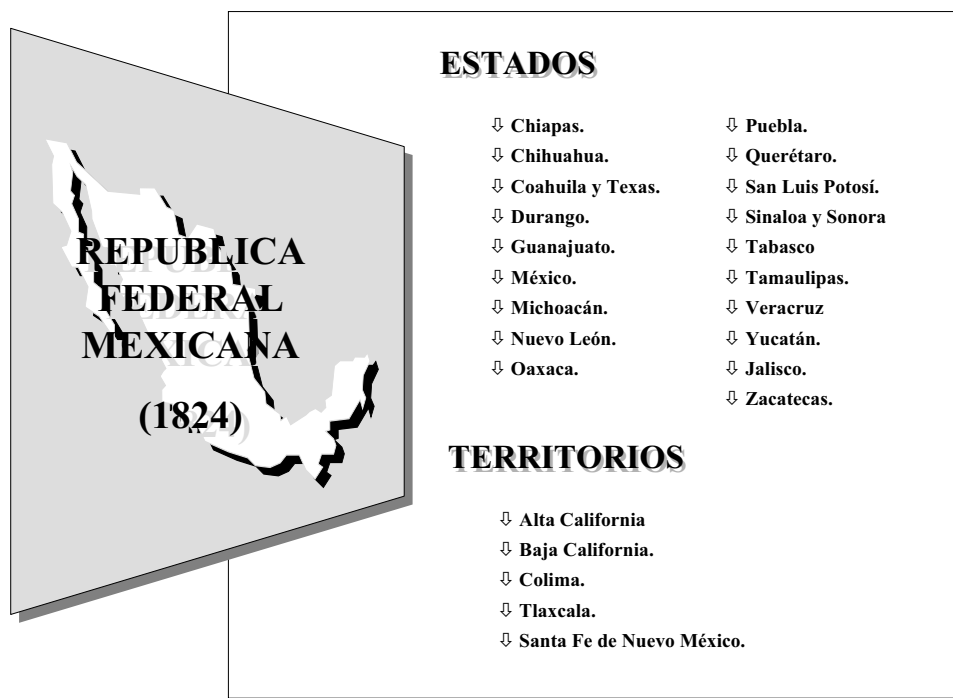 REPUBLICA
FEDERAL
MEXICANA
(1824)
ESTADOS
⇩ Chiapas.
⇩ Chihuahua.
⇩ Coahuila y Texas.
⇩ Durango.
⇩ Guanajuato.
⇩ México.
⇩ Michoacán.
⇩ Nuevo León.
⇩ Oaxaca.
⇩ Puebla.
⇩ Querétaro.
⇩ San Luis Potosí.
⇩ Sinaloa y Sonora
⇩ Tabasco
⇩ Tamaulipas.
⇩ Veracruz
⇩ Yucatán.
⇩ Jalisco.
⇩ Zacatecas.
TERRITORIOS
⇩ Alta California
⇩ Baja California.
⇩ Colima.
⇩ Tlaxcala.
⇩ Santa Fe de Nuevo México.